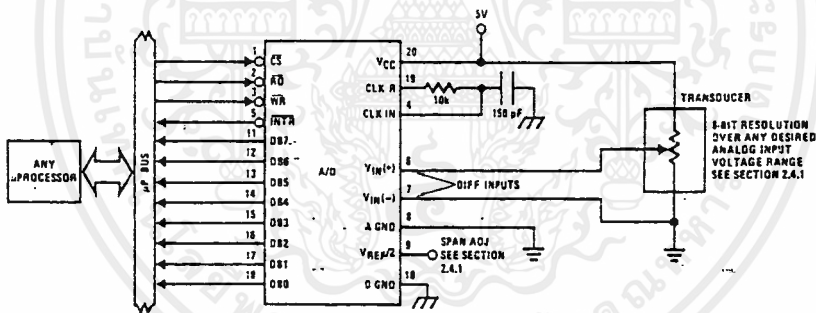 5V
1 CS 20 VCC
2 RD 19 CLK R
3 WR 4 CLK IN
10k
150 pF
5 INTR
11 DB7
12 DB6
13 DB5
14 DB4
15 DB3
16 DB2
17 DB1
18 DB0
ANY
µPROCESSOR
µP BUS
A/D
VIN(+) 6
VIN(-) 7
DIFF INPUTS
A GND 8
VREF/2 9
SPAN ADJ
SEE SECTION
2.4.1
D GND 10
TRANSDUCER
8-BIT RESOLUTION
OVER ANY DESIRED
ANALOG INPUT
VOLTAGE RANGE
SEE SECTION 2.4.1